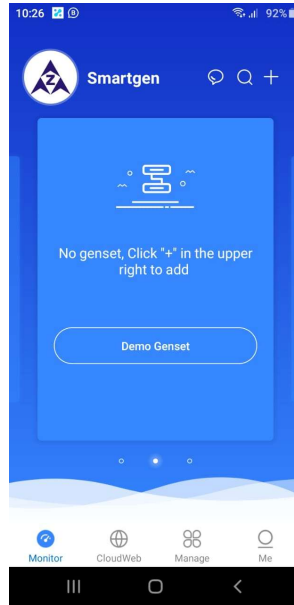 10:26 92%
Smartgen
No genset, Click "+" in the upper
right to add
Demo Genset
Monitor CloudWeb Manage Me